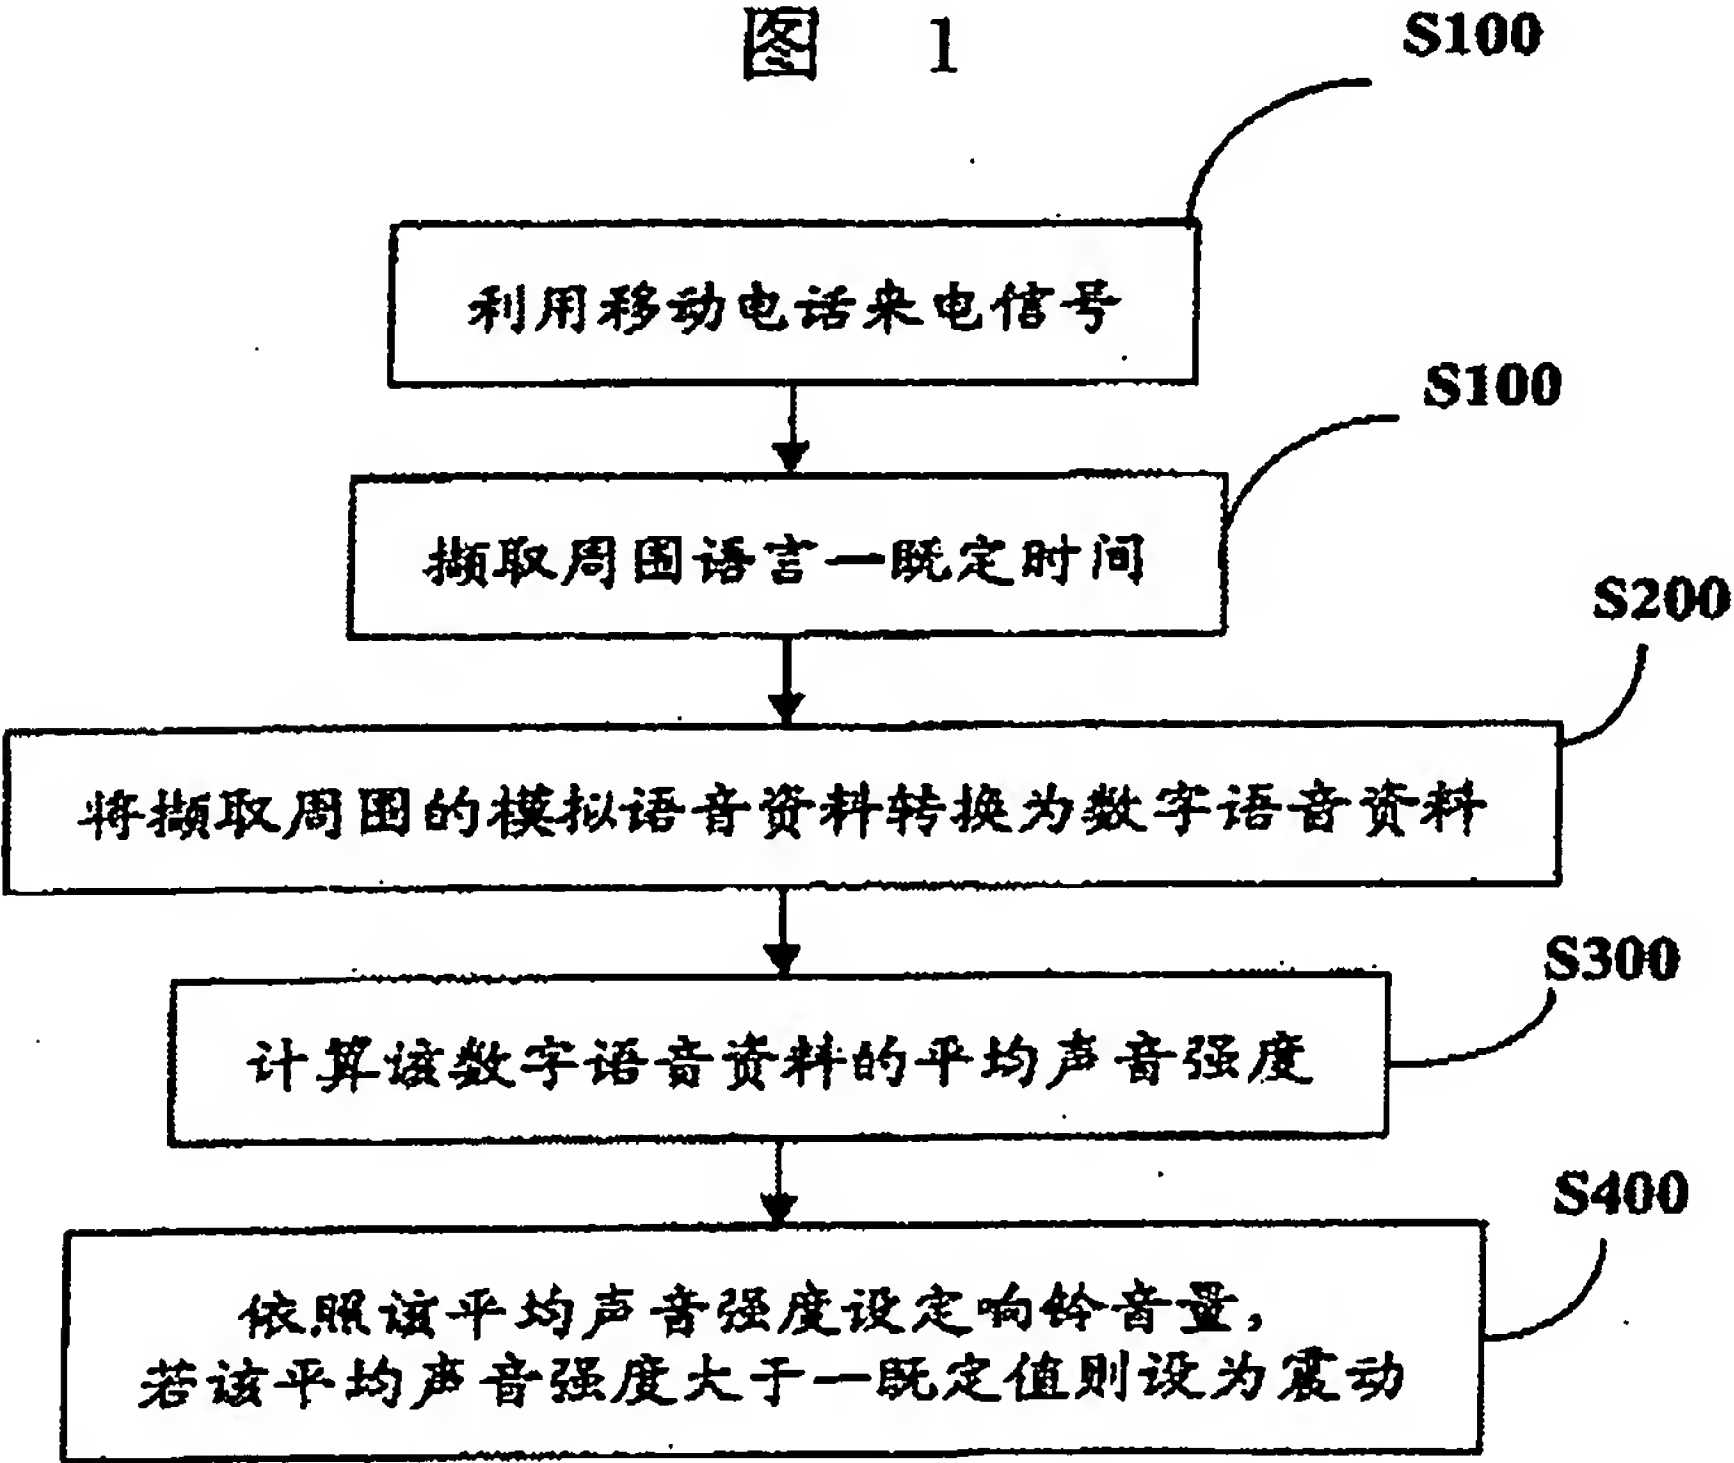 图 1
S100
利用移动电话来电信号
S100
撷取周围语言一既定时间
S200
将撷取周围的模拟语音资料转换为数字语音资料
S300
计算该数字语音资料的平均声音强度
S400
依照该平均声音强度设定响铃音量，
若该平均声音强度大于一既定值则设为震动